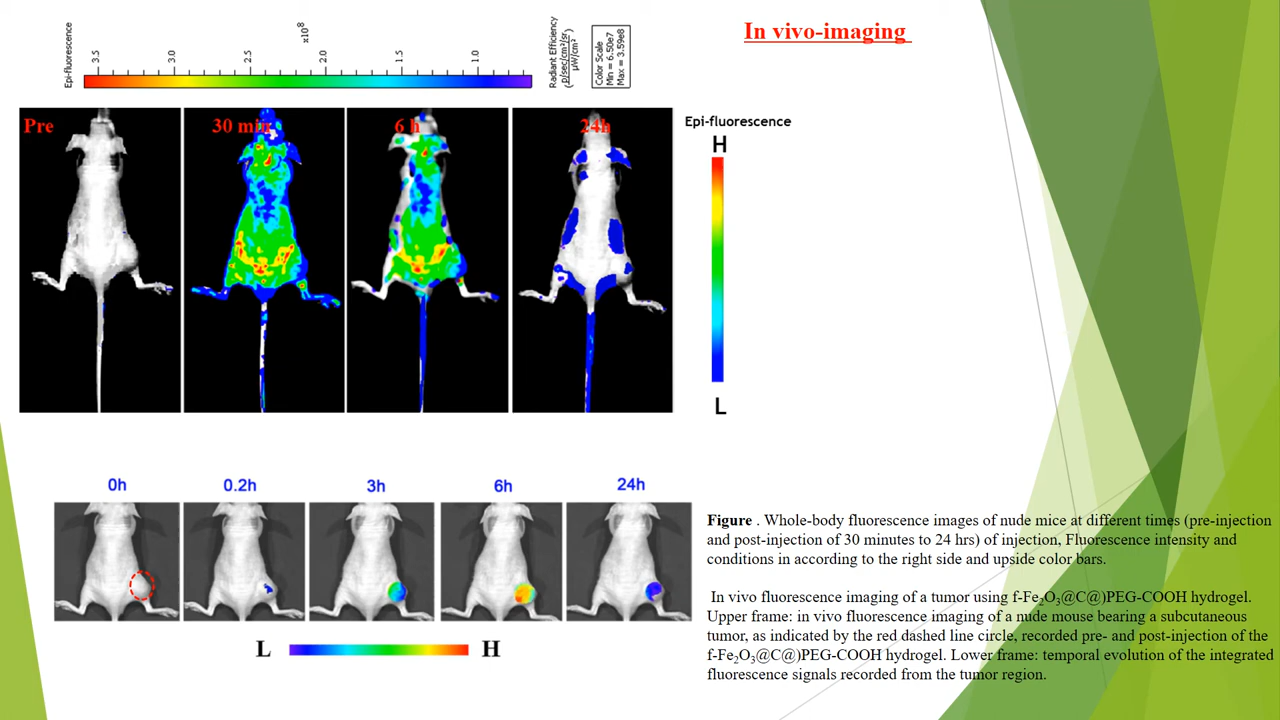 In vivo-imaging
Epi-fluorescence
3.5
3.0
2.5
x10⁸
2.0
1.5
1.0
Radiant Efficiency
(p/sec/cm²/sr / µW/cm²)
Color Scale
Min = 6.50e7
Max = 3.59e8
Pre
30 min
6 h
24h
Epi-fluorescence
H
L
0h
0.2h
3h
6h
24h
L
H
Figure . Whole-body fluorescence images of nude mice at different times (pre-injection
and post-injection of 30 minutes to 24 hrs) of injection, Fluorescence intensity and
conditions in according to the right side and upside color bars.
In vivo fluorescence imaging of a tumor using f-Fe₂O₃@C@)PEG-COOH hydrogel.
Upper frame: in vivo fluorescence imaging of a nude mouse bearing a subcutaneous
tumor, as indicated by the red dashed line circle, recorded pre- and post-injection of the
f-Fe₂O₃@C@)PEG-COOH hydrogel. Lower frame: temporal evolution of the integrated
fluorescence signals recorded from the tumor region.